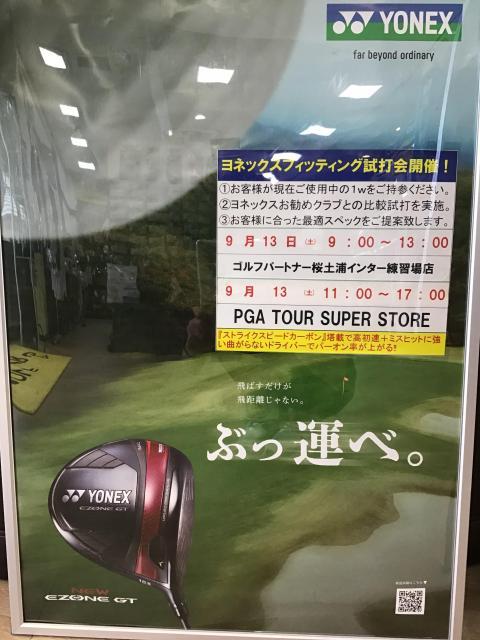 YONEX
far beyond ordinary
ヨネックスフィッティング試打会開催！
①お客様が現在ご使用中の1wをご持参ください。
②ヨネックスお勧めクラブとの比較試打を実施。
③お客様に合った最適スペックをご提案致します。
9 月 13 日 ㊏ 9 ：00 ～ 13：00
ゴルフパートナー桜土浦インター練習場店
9 月 13 ㊏ 11：00 ～ 17：00
PGA TOUR SUPER STORE
『ストライクスピードカーボン』塔載で高初速＋ミスヒットに強
い曲がらないドライバーでパーオン率が上がる!!
飛ばすだけが
飛距離じゃない。
ぶっ運べ。
YONEX
EZONE GT
NEW
EZONE GT